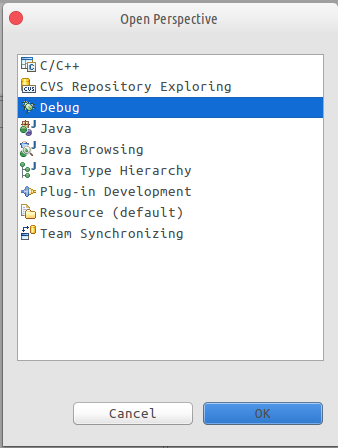 Open Perspective
C/C++
CVS Repository Exploring
Debug
Java
Java Browsing
Java Type Hierarchy
Plug-in Development
Resource (default)
Team Synchronizing
Cancel
OK